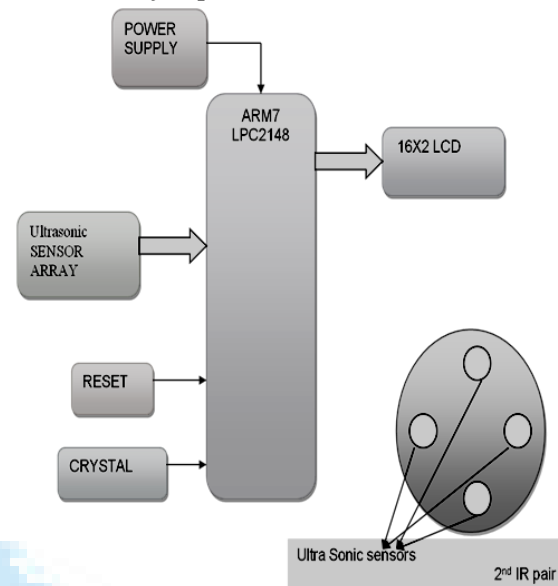 POWER
SUPPLY
ARM7
LPC2148
16X2 LCD
Ultrasonic
SENSOR
ARRAY
RESET
CRYSTAL
Ultra Sonic sensors
2nd IR pair